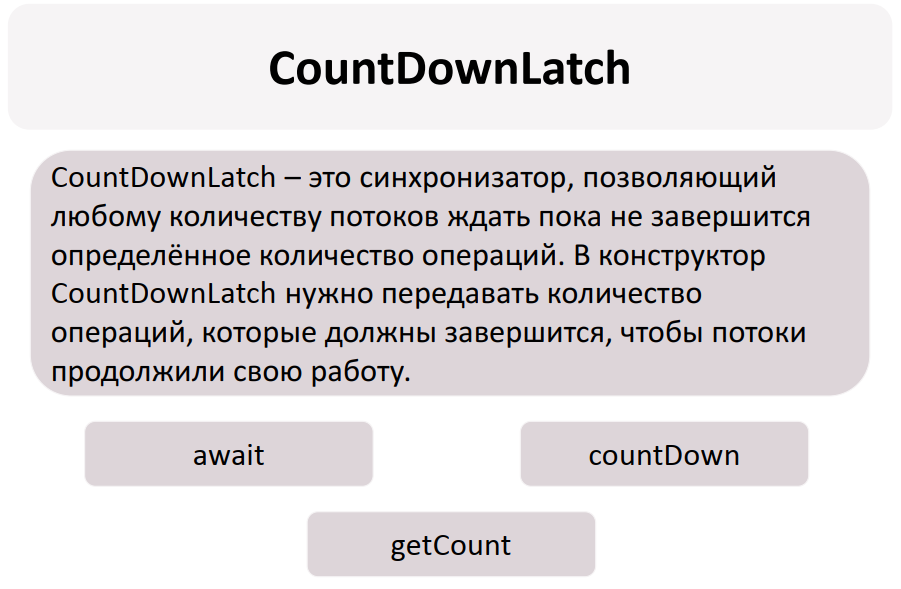 CountDownLatch
CountDownLatch – это синхронизатор, позволяющий
любому количеству потоков ждать пока не завершится
определённое количество операций. В конструктор
CountDownLatch нужно передавать количество
операций, которые должны завершится, чтобы потоки
продолжили свою работу.
await
countDown
getCount